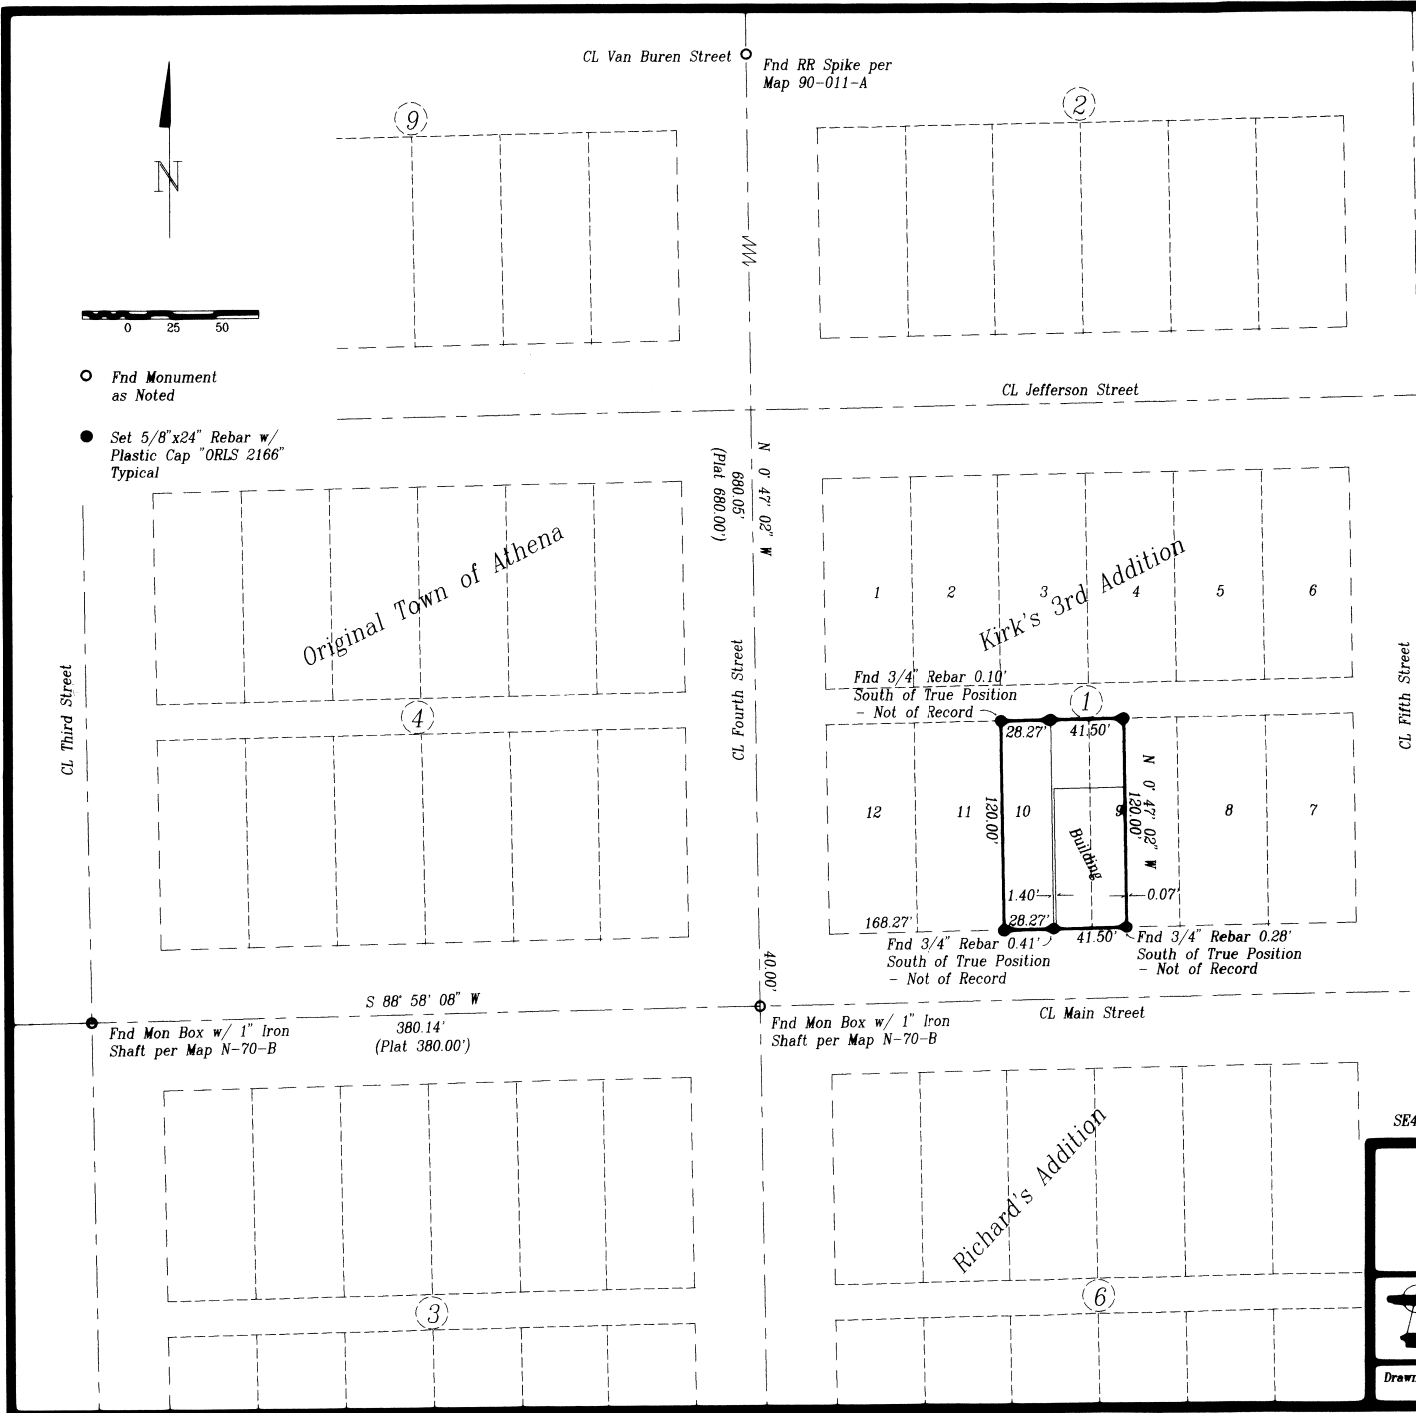 CL Van Buren Street
Fnd RR Spike per
Map 90-011-A
9
2
N
0 25 50
Fnd Monument
as Noted
CL Jefferson Street
Set 5/8"x24" Rebar w/
Plastic Cap "ORLS 2166"
Typical
N 0° 47' 02" W
680.05'
(Plat 680.00')
Original Town of Athena
Kirk's 3rd Addition
1 2 3 4 5 6
CL Third Street
CL Fourth Street
CL Fifth Street
Fnd 3/4" Rebar 0.10'
South of True Position
- Not of Record
4
1
28.27' 41.50'
N 0° 47' 02" W
120.00'
120.00'
12 11 10 9 8 7
Building
1.40' 0.07'
168.27' 28.27' 41.50'
Fnd 3/4" Rebar 0.41'
South of True Position
- Not of Record
Fnd 3/4" Rebar 0.28'
South of True Position
- Not of Record
40.00'
S 88° 58' 08" W
380.14'
(Plat 380.00')
CL Main Street
Fnd Mon Box w/ 1" Iron
Shaft per Map N-70-B
Fnd Mon Box w/ 1" Iron
Shaft per Map N-70-B
Richard's Addition
SE4
3
6
Drawn